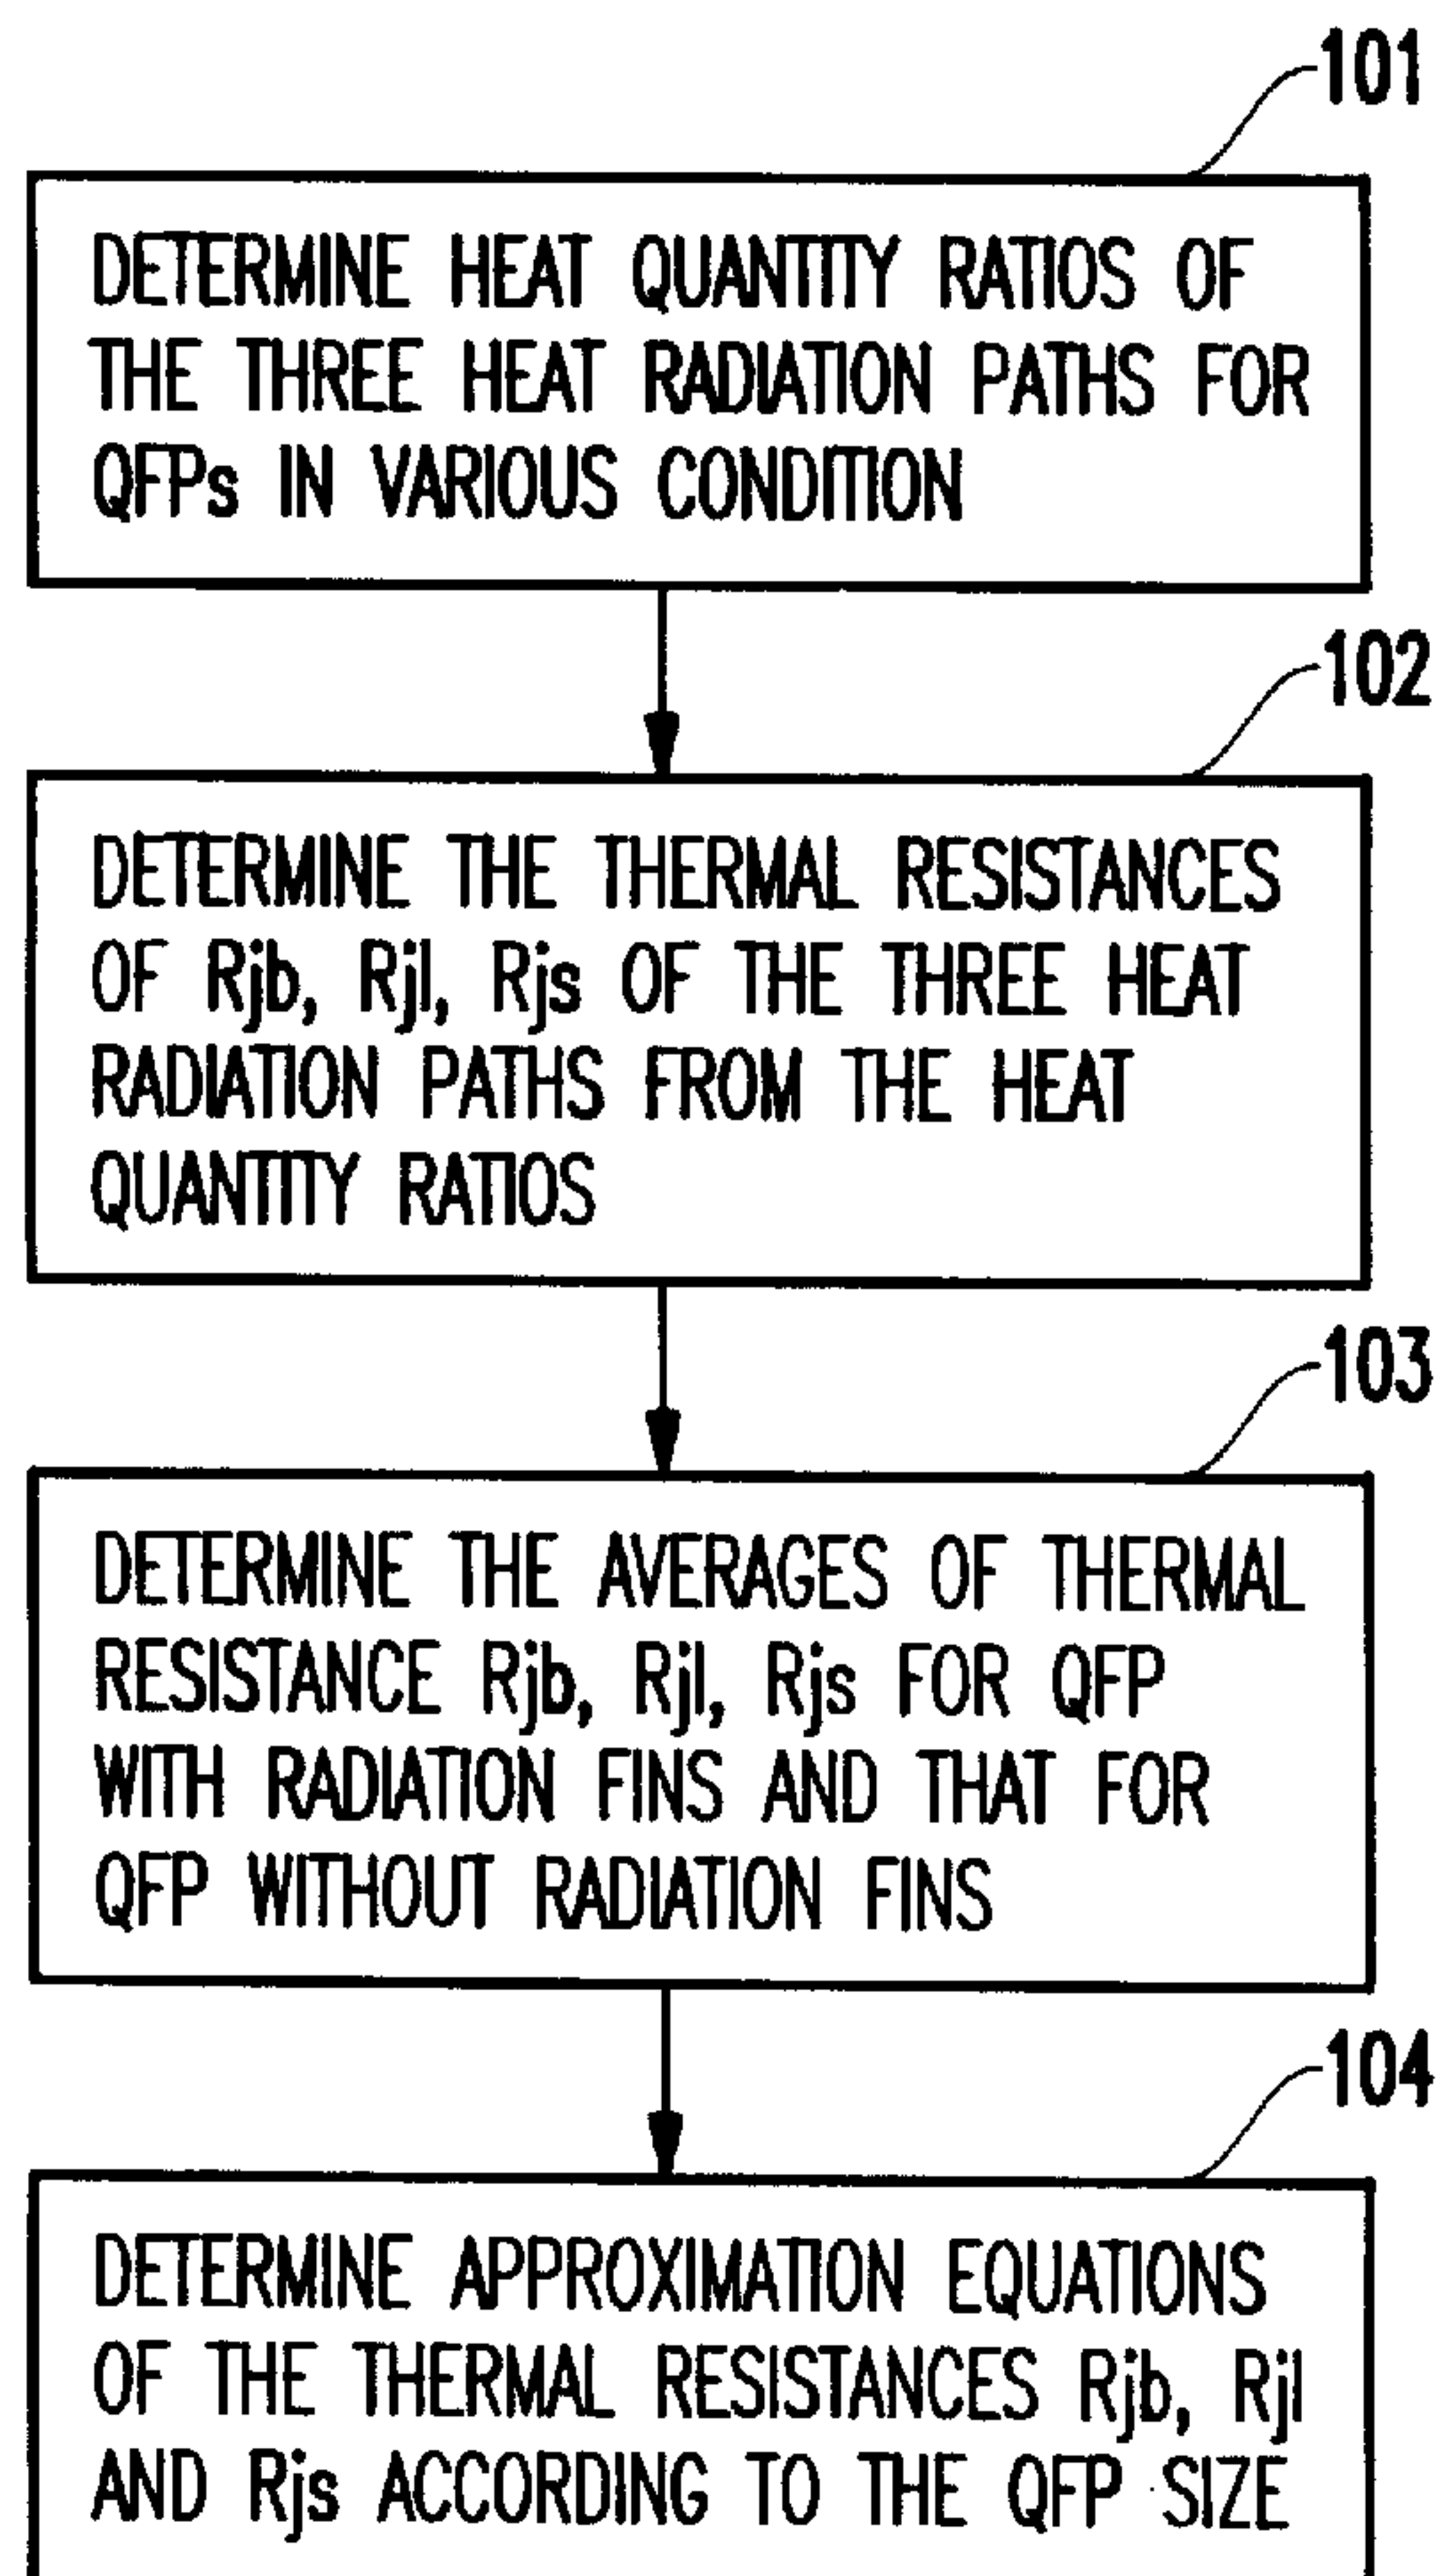 101
DETERMINE HEAT QUANTITY RATIOS OF
THE THREE HEAT RADIATION PATHS FOR
QFPs IN VARIOUS CONDITION
102
DETERMINE THE THERMAL RESISTANCES
OF Rjb, Rjl, Rjs OF THE THREE HEAT
RADIATION PATHS FROM THE HEAT
QUANTITY RATIOS
103
DETERMINE THE AVERAGES OF THERMAL
RESISTANCE Rjb, Rjl, Rjs FOR QFP
WITH RADIATION FINS AND THAT FOR
QFP WITHOUT RADIATION FINS
104
DETERMINE APPROXIMATION EQUATIONS
OF THE THERMAL RESISTANCES Rjb, Rjl
AND Rjs ACCORDING TO THE QFP SIZE